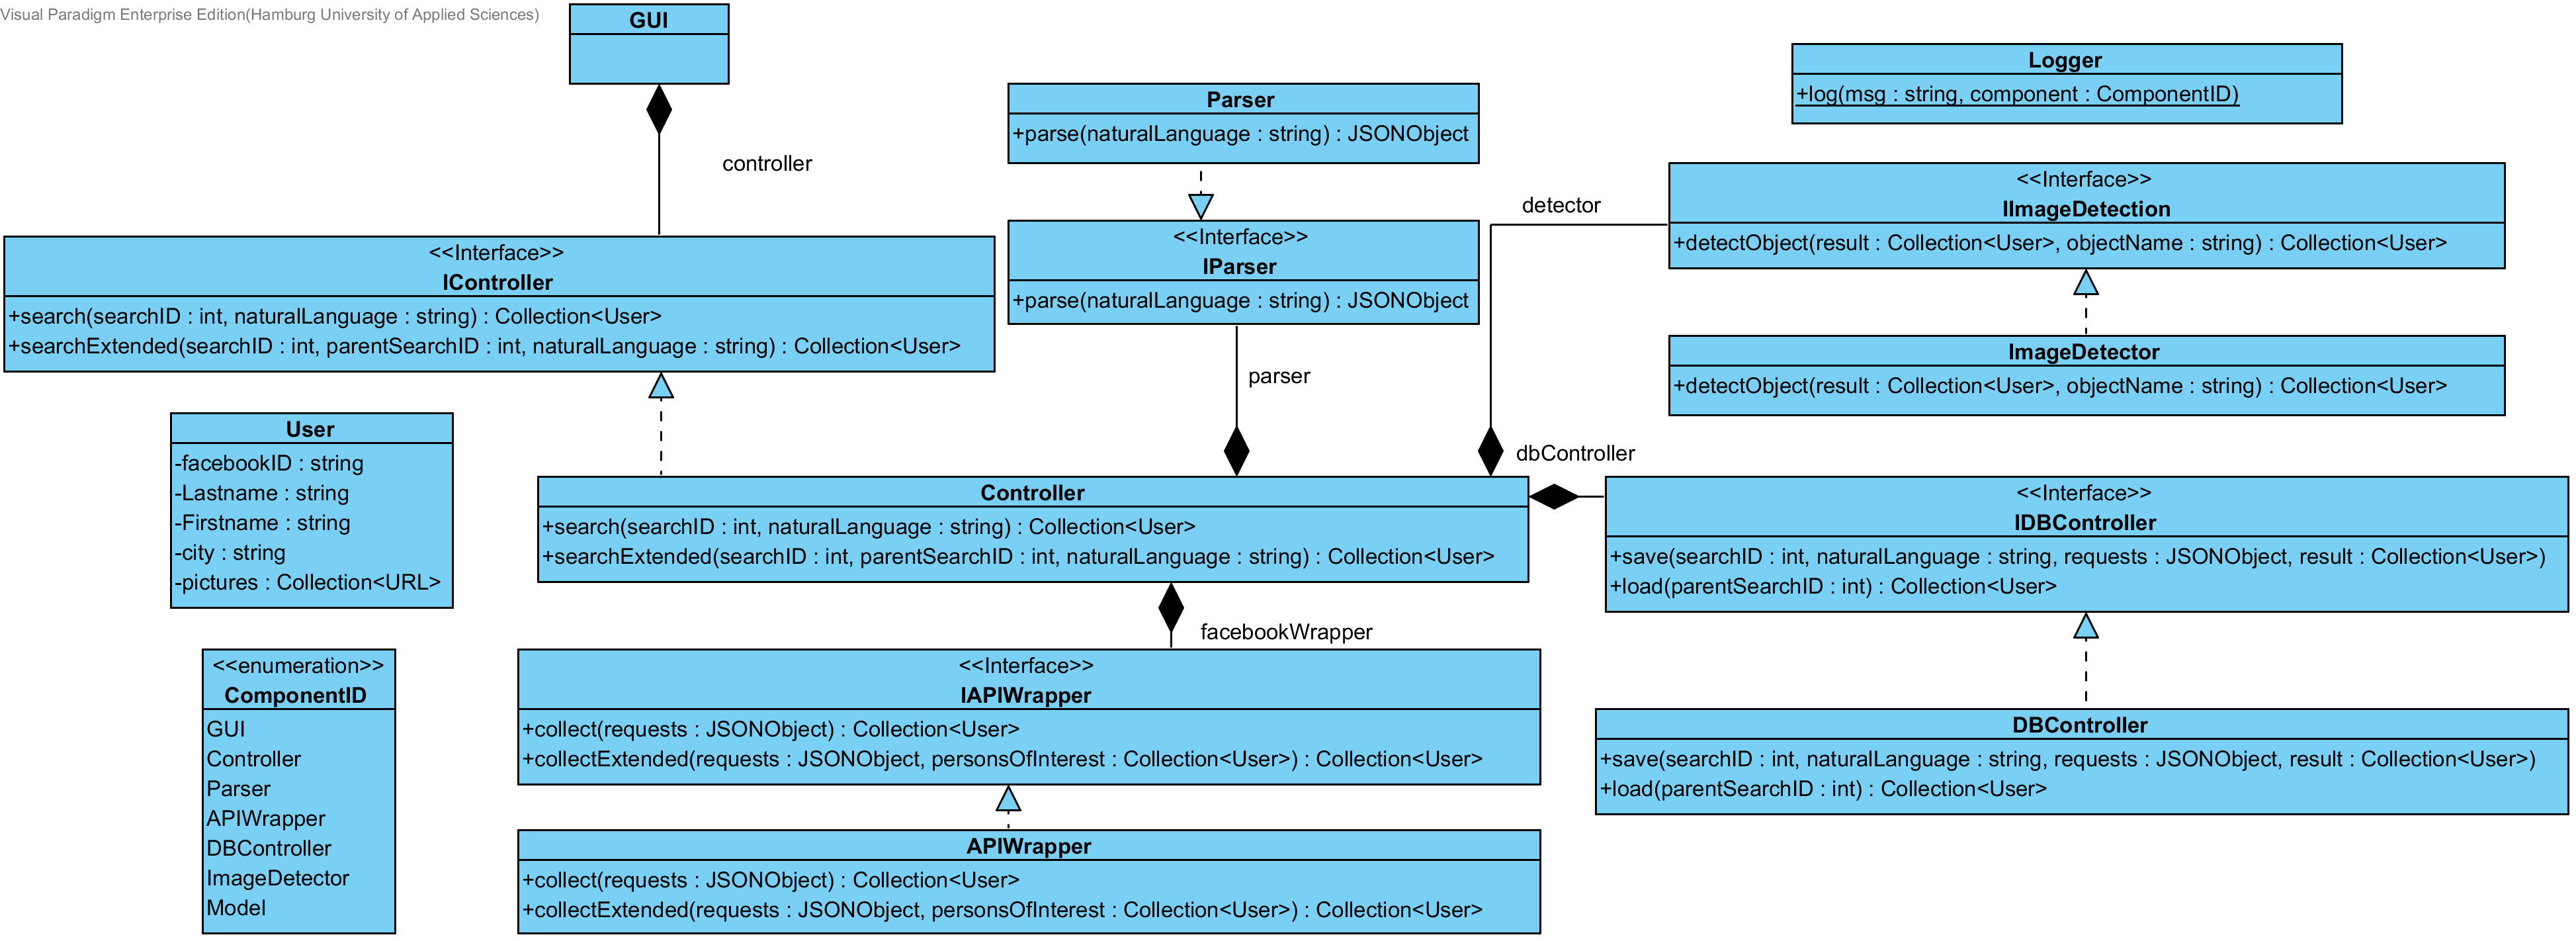 Visual Paradigm Enterprise Edition(Hamburg University of Applied Sciences)
GUI
controller
<<Interface>>
IController
+search(searchID : int, naturalLanguage : string) : Collection<User>
+searchExtended(searchID : int, parentSearchID : int, naturalLanguage : string) : Collection<User>
Parser
+parse(naturalLanguage : string) : JSONObject
<<Interface>>
IParser
+parse(naturalLanguage : string) : JSONObject
parser
Logger
+log(msg : string, component : ComponentID)
detector
<<Interface>>
IImageDetection
+detectObject(result : Collection<User>, objectName : string) : Collection<User>
ImageDetector
+detectObject(result : Collection<User>, objectName : string) : Collection<User>
User
-facebookID : string
-Lastname : string
-Firstname : string
-city : string
-pictures : Collection<URL>
Controller
+search(searchID : int, naturalLanguage : string) : Collection<User>
+searchExtended(searchID : int, parentSearchID : int, naturalLanguage : string) : Collection<User>
dbController
<<Interface>>
IDBController
+save(searchID : int, naturalLanguage : string, requests : JSONObject, result : Collection<User>)
+load(parentSearchID : int) : Collection<User>
facebookWrapper
<<enumeration>>
ComponentID
GUI
Controller
Parser
APIWrapper
DBController
ImageDetector
Model
<<Interface>>
IAPIWrapper
+collect(requests : JSONObject) : Collection<User>
+collectExtended(requests : JSONObject, personsOfInterest : Collection<User>) : Collection<User>
APIWrapper
+collect(requests : JSONObject) : Collection<User>
+collectExtended(requests : JSONObject, personsOfInterest : Collection<User>) : Collection<User>
DBController
+save(searchID : int, naturalLanguage : string, requests : JSONObject, result : Collection<User>)
+load(parentSearchID : int) : Collection<User>